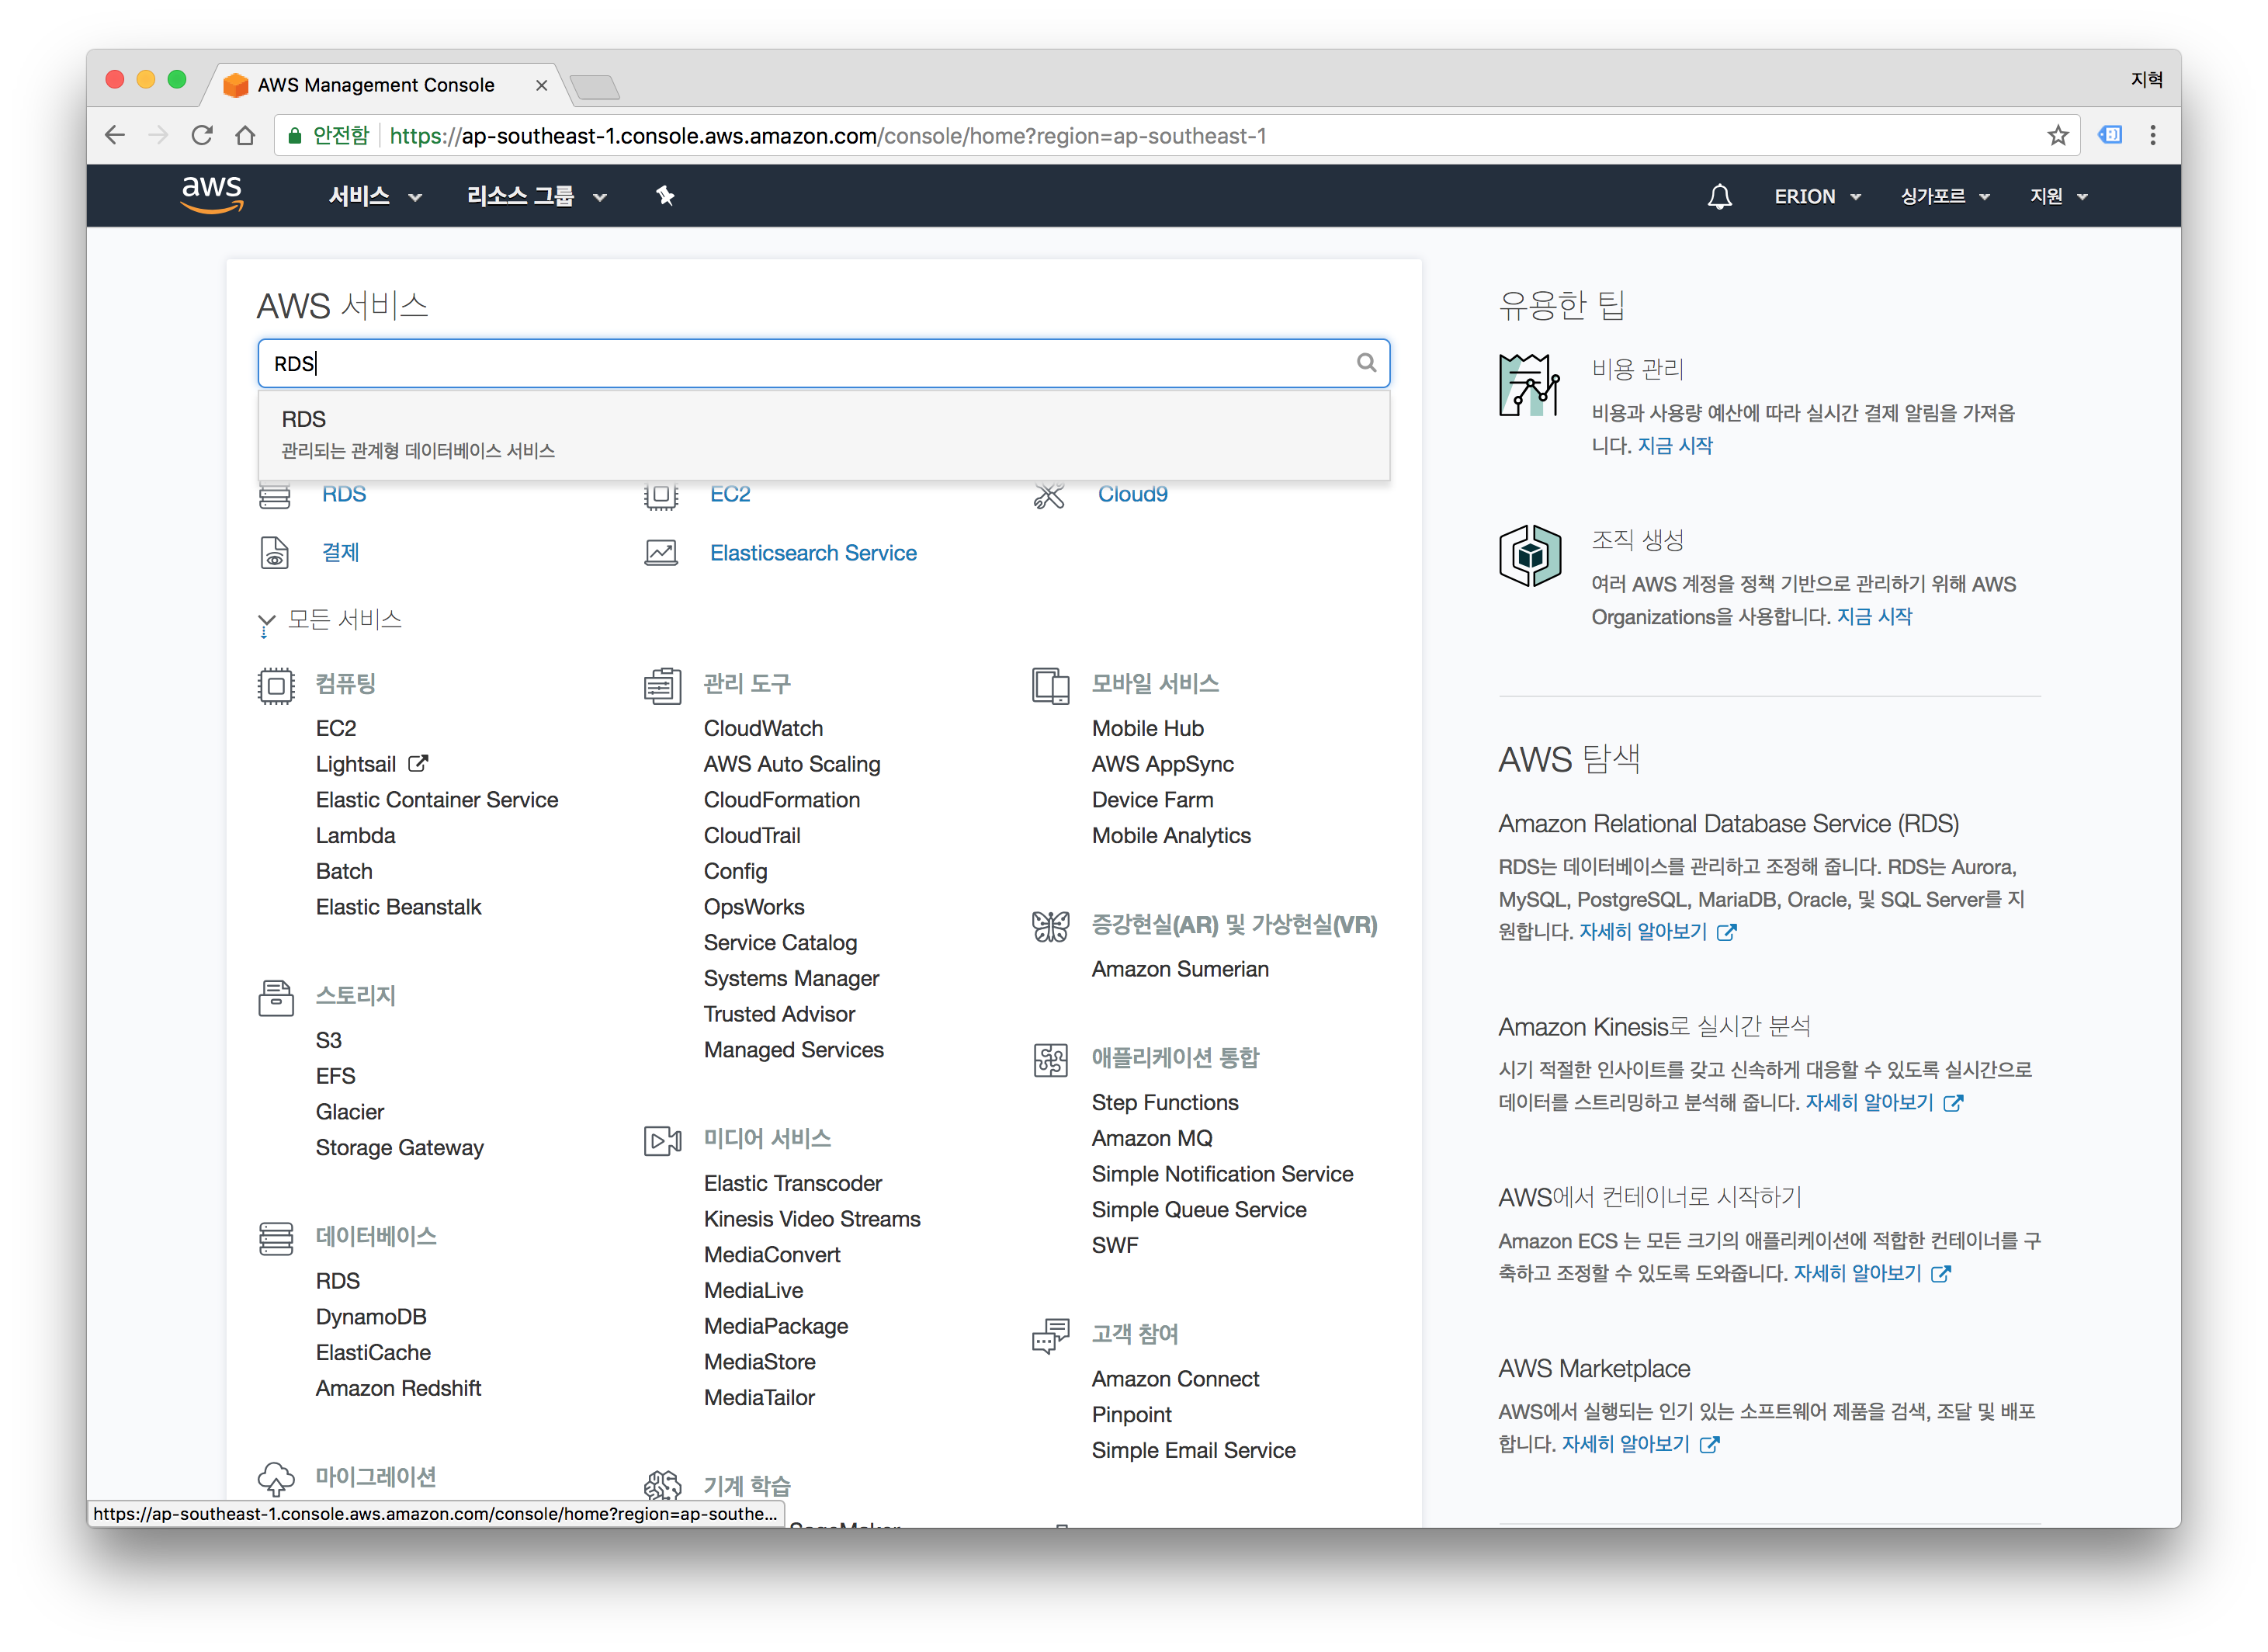 AWS Management Console
지혁
안전함 https://ap-southeast-1.console.aws.amazon.com/console/home?region=ap-southeast-1
aws 서비스 리소스 그룹 ERION 싱가포르 지원
AWS 서비스
RDS
RDS
관리되는 관계형 데이터베이스 서비스
RDS EC2 Cloud9
결제 Elasticsearch Service
모든 서비스
컴퓨팅
EC2
Lightsail
Elastic Container Service
Lambda
Batch
Elastic Beanstalk
스토리지
S3
EFS
Glacier
Storage Gateway
데이터베이스
RDS
DynamoDB
ElastiCache
Amazon Redshift
마이그레이션
관리 도구
CloudWatch
AWS Auto Scaling
CloudFormation
CloudTrail
Config
OpsWorks
Service Catalog
Systems Manager
Trusted Advisor
Managed Services
미디어 서비스
Elastic Transcoder
Kinesis Video Streams
MediaConvert
MediaLive
MediaPackage
MediaStore
MediaTailor
기계 학습
모바일 서비스
Mobile Hub
AWS AppSync
Device Farm
Mobile Analytics
증강현실(AR) 및 가상현실(VR)
Amazon Sumerian
애플리케이션 통합
Step Functions
Amazon MQ
Simple Notification Service
Simple Queue Service
SWF
고객 참여
Amazon Connect
Pinpoint
Simple Email Service
유용한 팁
비용 관리
비용과 사용량 예산에 따라 실시간 결제 알림을 가져옵
니다. 지금 시작
조직 생성
여러 AWS 계정을 정책 기반으로 관리하기 위해 AWS
Organizations을 사용합니다. 지금 시작
AWS 탐색
Amazon Relational Database Service (RDS)
RDS는 데이터베이스를 관리하고 조정해 줍니다. RDS는 Aurora,
MySQL, PostgreSQL, MariaDB, Oracle, 및 SQL Server를 지
원합니다. 자세히 알아보기
Amazon Kinesis로 실시간 분석
시기 적절한 인사이트를 갖고 신속하게 대응할 수 있도록 실시간으로
데이터를 스트리밍하고 분석해 줍니다. 자세히 알아보기
AWS에서 컨테이너로 시작하기
Amazon ECS 는 모든 크기의 애플리케이션에 적합한 컨테이너를 구
축하고 조정할 수 있도록 도와줍니다. 자세히 알아보기
AWS Marketplace
AWS에서 실행되는 인기 있는 소프트웨어 제품을 검색, 조달 및 배포
합니다. 자세히 알아보기
https://ap-southeast-1.console.aws.amazon.com/console/home?region=ap-southe...